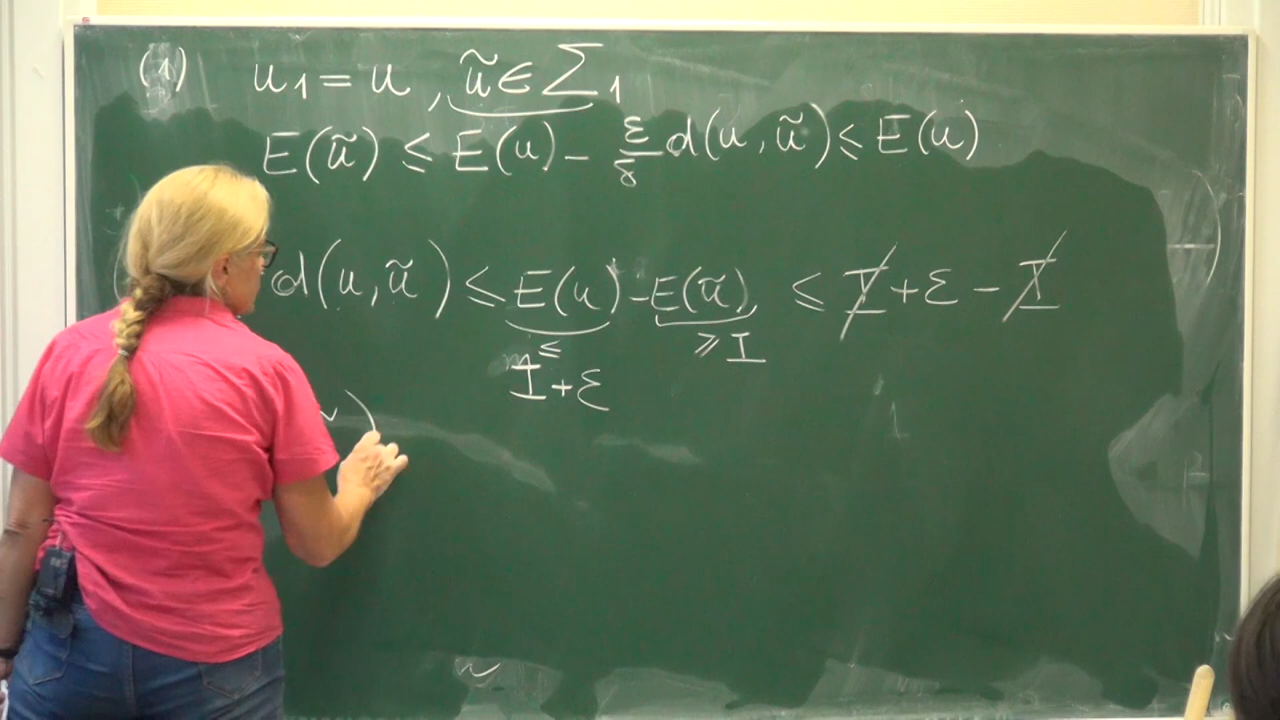 (1) u₁ = u , ũ ∈ Σ₁
E(ũ) ≤ E(u) - ε/γ d(u, ũ) ≤ E(u)
d(u, ũ) ≤ E(u) - E(ũ) ≤ I + ε - I
≤ ≥ I
I + ε
~ )